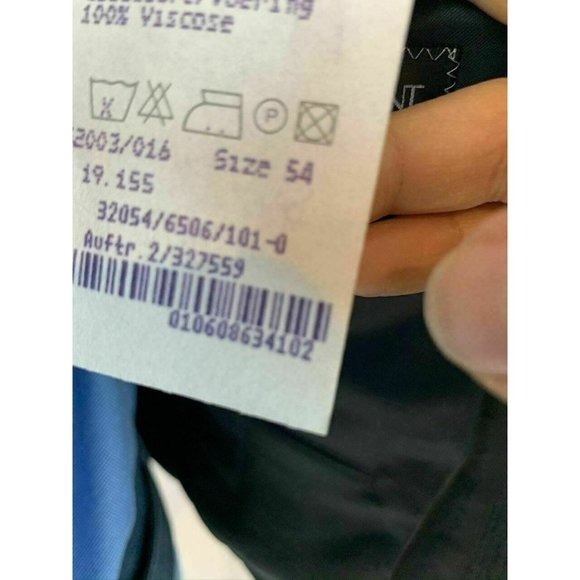 100% Viscose
P
2003/016 Size 54
19.155
32054/6506/101-0
Auftr.2/327559
010608634102